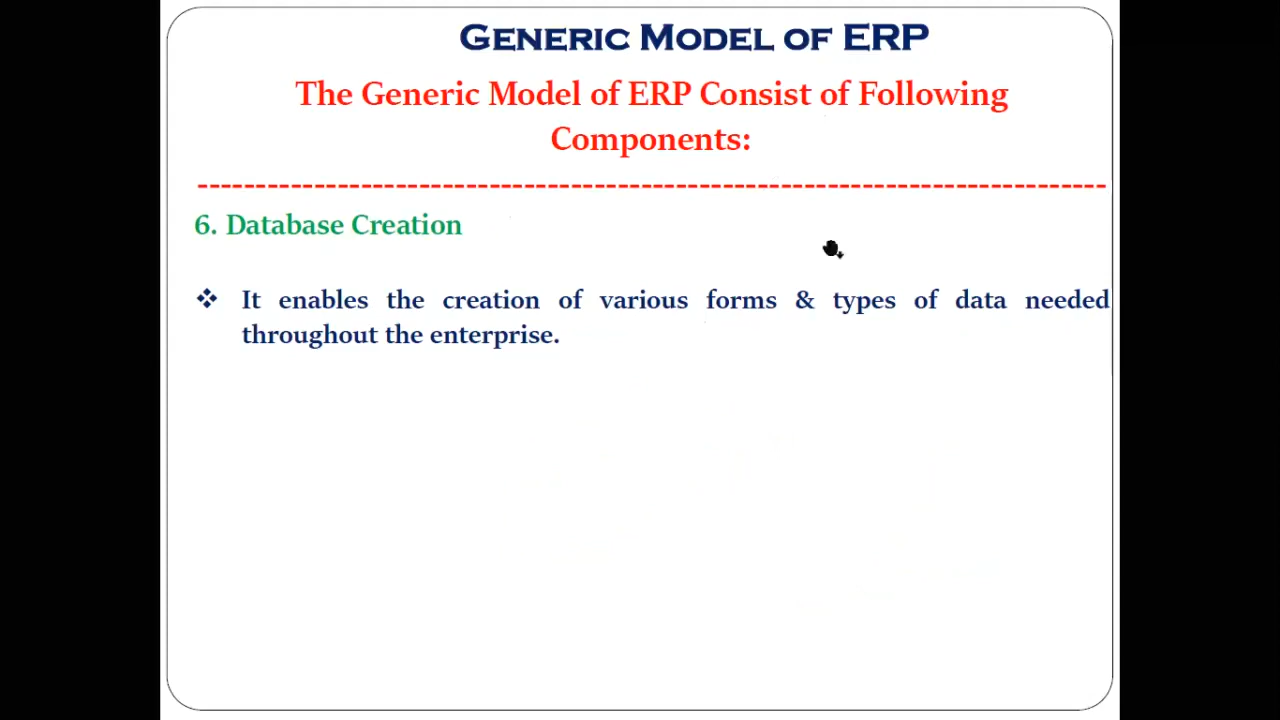 GENERIC MODEL OF ERP
The Generic Model of ERP Consist of Following
Components:
--------------------------------------------------------------------------------
6. Database Creation
❖ It enables the creation of various forms & types of data needed
throughout the enterprise.